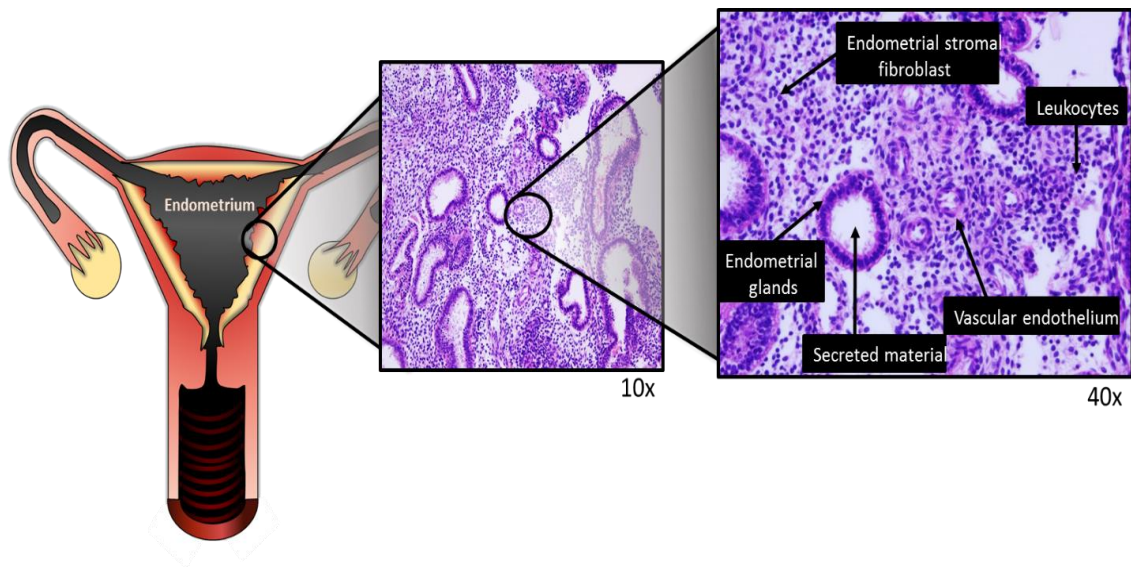 Endometrium
10x
Endometrial stromal
fibroblast
Leukocytes
Endometrial
glands
Vascular endothelium
Secreted material
40x